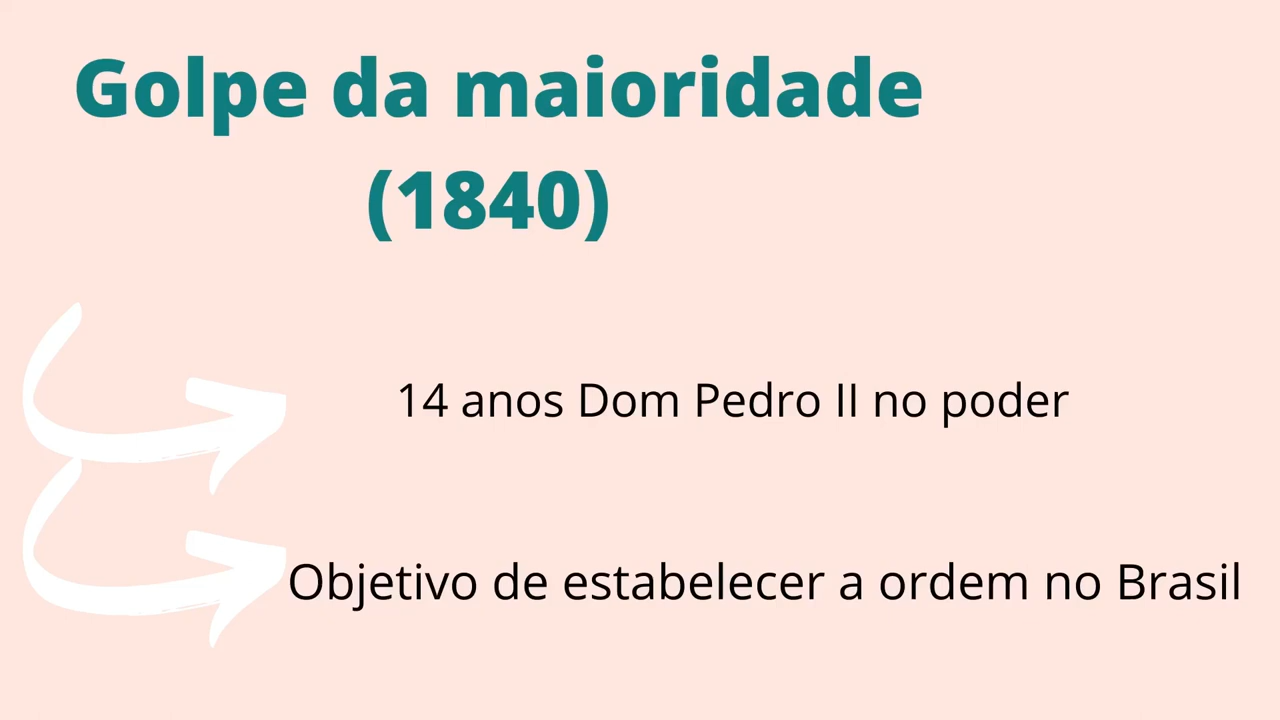 Golpe da maioridade
(1840)
14 anos Dom Pedro II no poder
Objetivo de estabelecer a ordem no Brasil